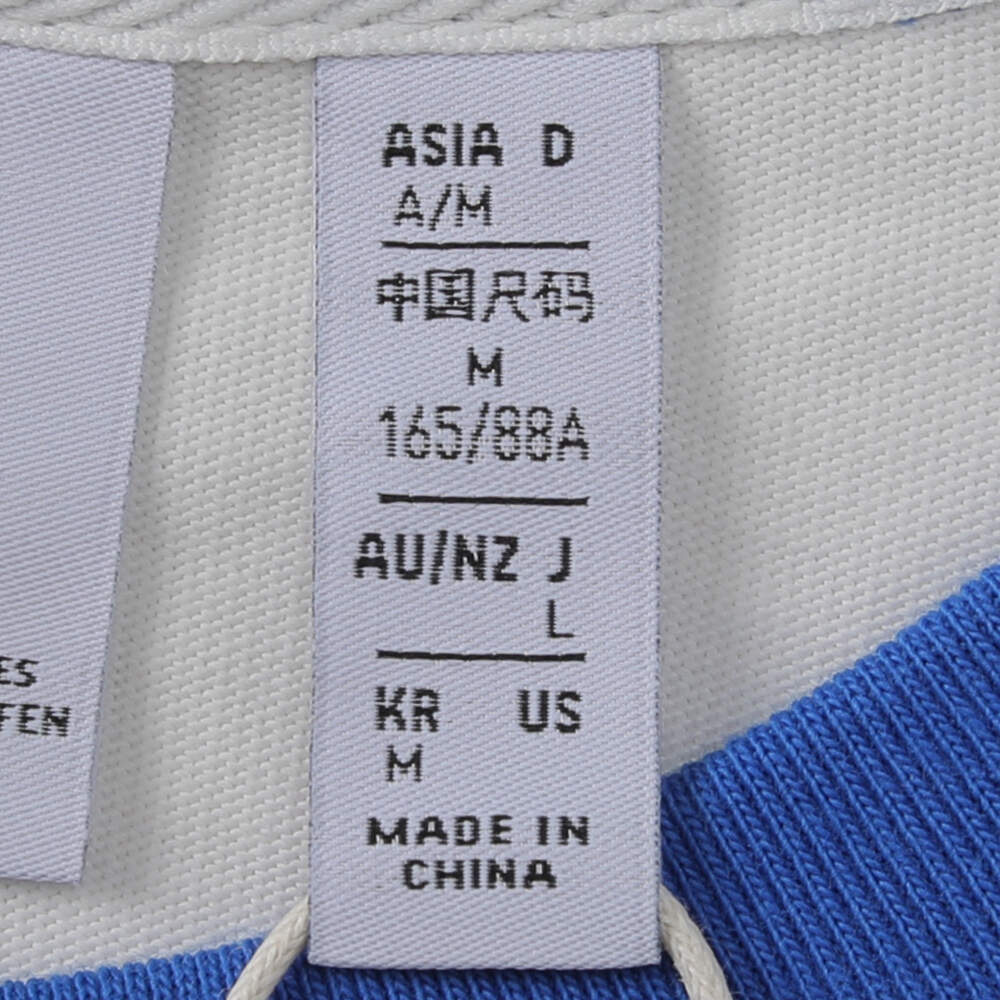 ASIA D
A/M
中国尺码
M
165/88A
AU/NZ J
L
KR US
M
MADE IN
CHINA
ES
FEN